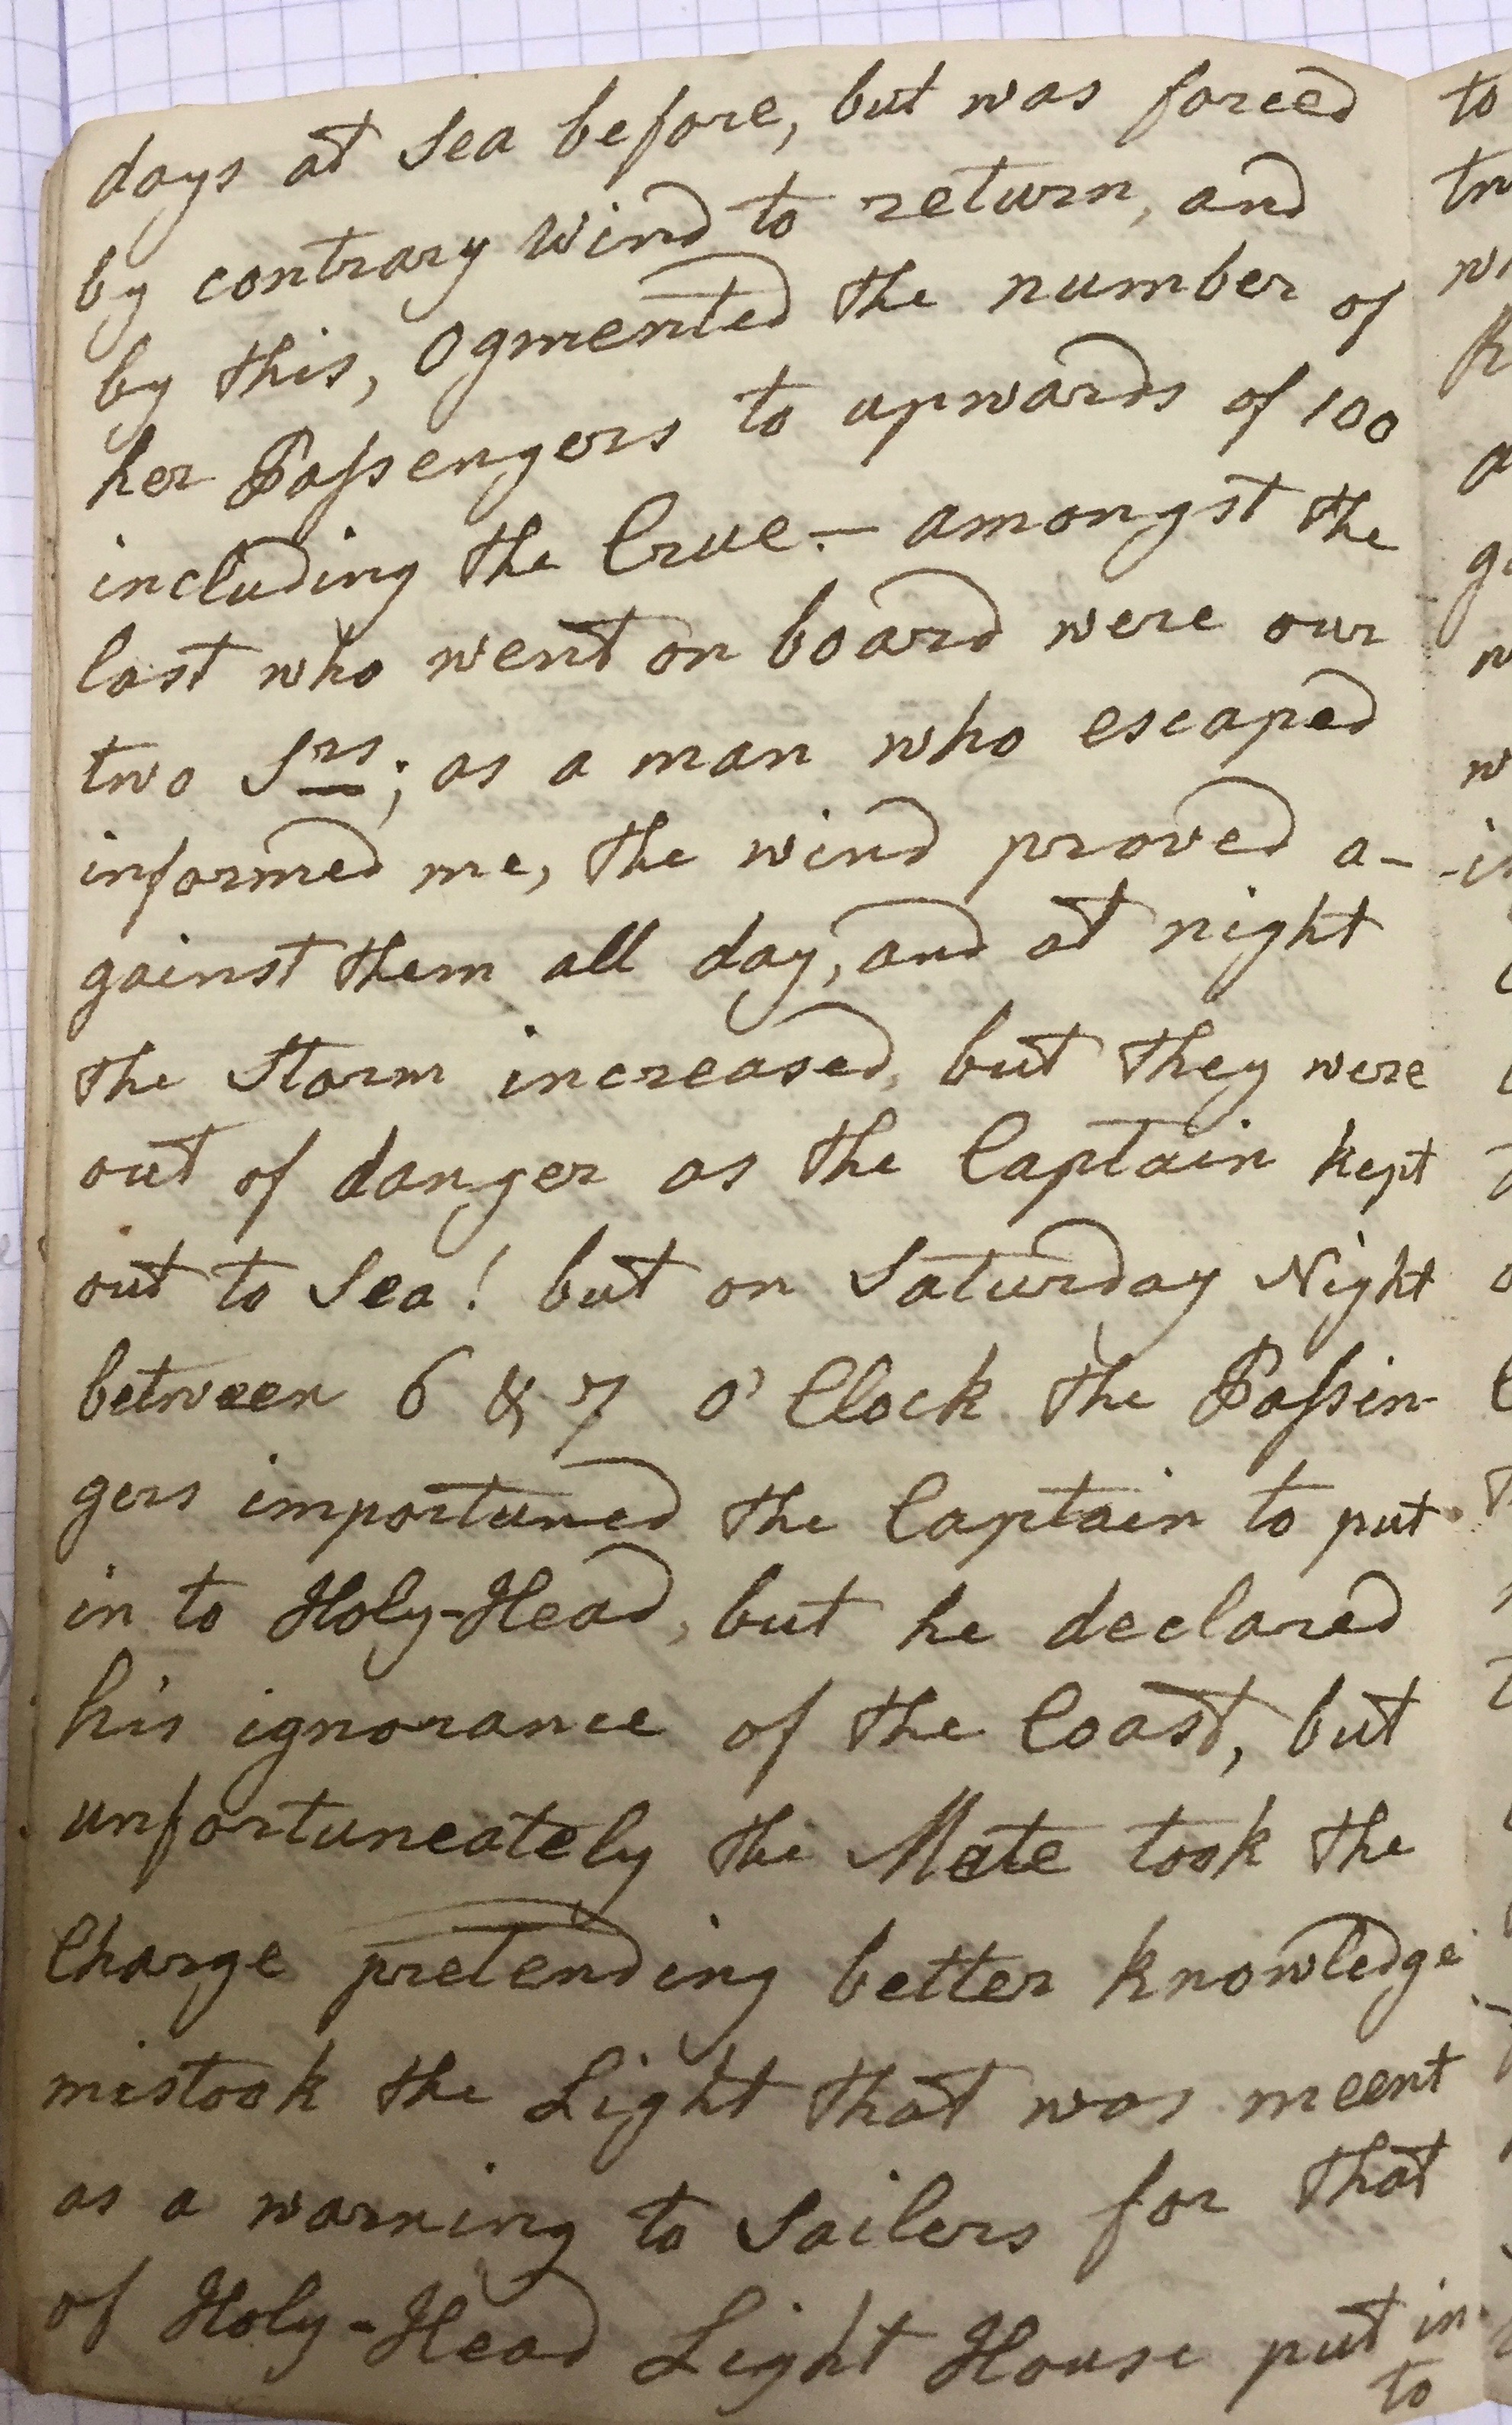 days at Sea before, but was forced
by contrary Wind to return, and
by this, Ogmented the number of
her Paſsengers to upwards of 100
including the Crue.— amongst the
last who went on board were our
two Srs; as a man who escaped
informed me, the wind proved a-
gainst them all day, and at night
the Storm increased, but they were
out of danger as the Captain kept
out to Sea! but on Saturday Night
between 6 & 7 o' Clock the Paſsin-
gers importuned the Captain to put
in to Holy-Head, but he declared
his ignorance of the Coast, but
unfortuneately the Mate took the
Charge pretending better knowledge
mistook the Light that was meent
as a warning to Sailers for that
of Holy-Head Light House put in
to